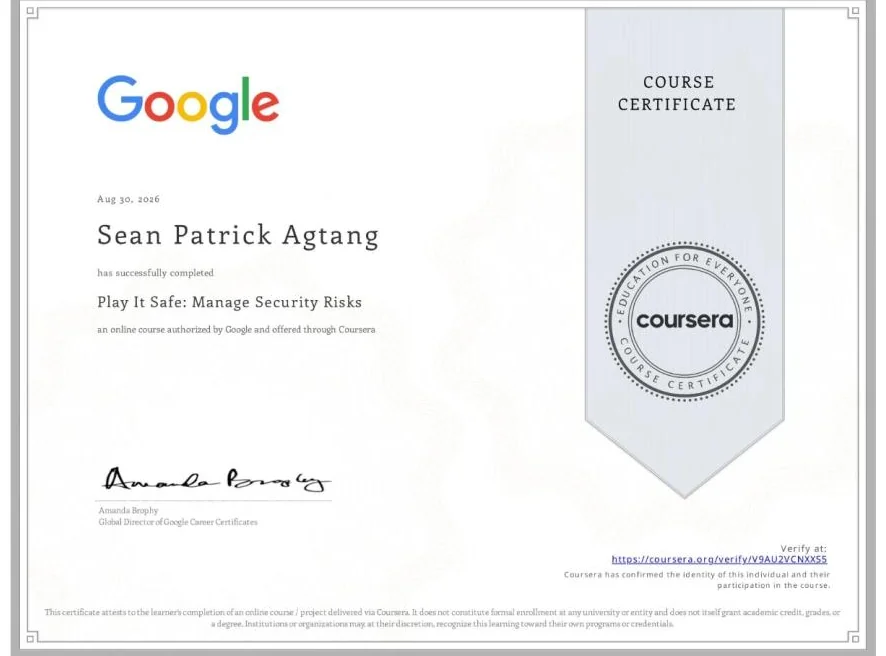 Google
COURSE
CERTIFICATE
Aug 30, 2026
Sean Patrick Agtang
has successfully completed
Play It Safe: Manage Security Risks
an online course authorized by Google and offered through Coursera
EDUCATION FOR EVERYONE
coursera
COURSE CERTIFICATE
Amanda Brophy
Amanda Brophy
Global Director of Google Career Certificates
Verify at:
https://coursera.org/verify/V9AU2VCNXXS5
Coursera has confirmed the identity of this individual and their
participation in the course.
This certificate attests to the learner's completion of an online course / project delivered via Coursera. It does not constitute formal enrollment at any university or entity and does not itself grant academic credit, grades, or
a degree. Institutions or organizations may, at their discretion, recognize this learning toward their own programs or credentials.